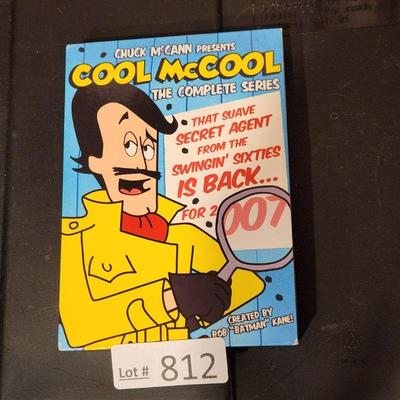 CHUCK McCANN PRESENTS
COOL McCOOL
THE COMPLETE SERIES
THAT SUAVE
SECRET AGENT
FROM THE
SWINGIN' SIXTIES
IS BACK...
FOR 2007
CREATED BY
BOB "BATMAN" KANE!
Lot # 812